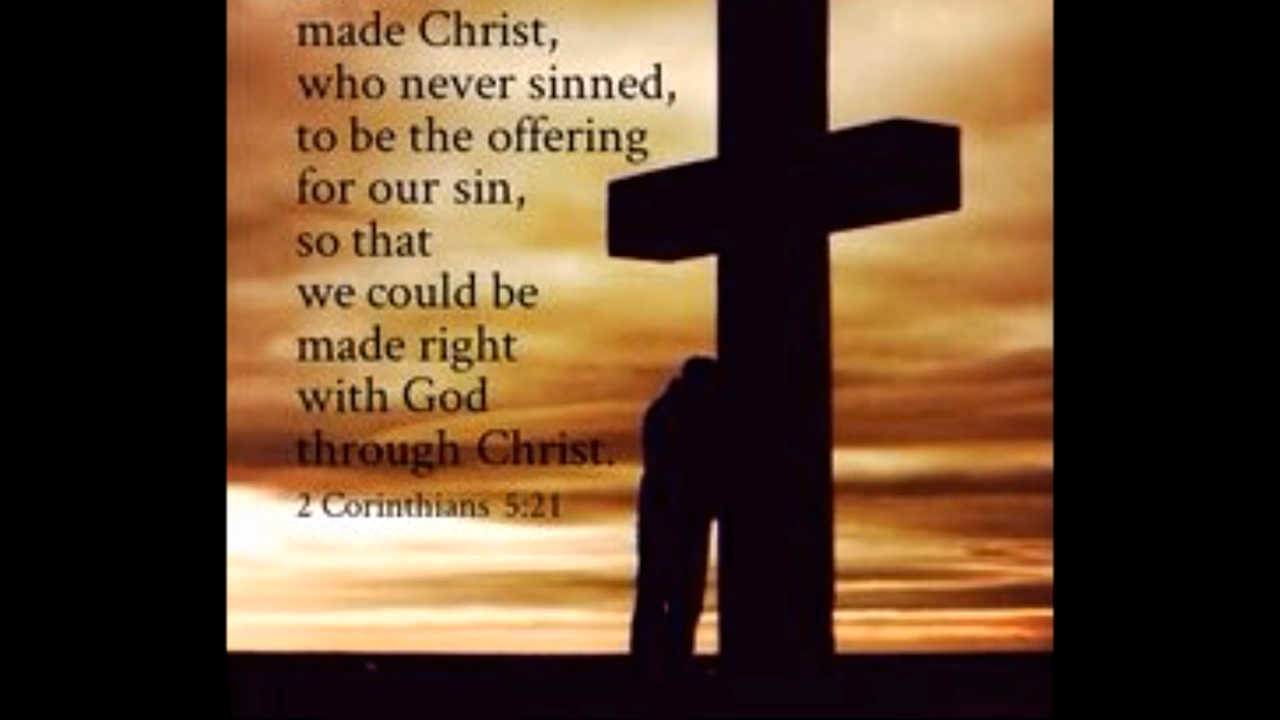 made Christ,
who never sinned,
to be the offering
for our sin,
so that
we could be
made right
with God
through Christ.
2 Corinthians 5:21